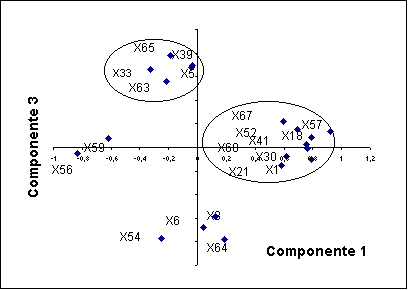 X65
X39
X33
X5
X63
X67
X57
X52
X18
X41
X59
X60
X30
X56
X21
X1
-1
-0,8
-0,6
-0,4
-0,2
0,2
0,4
0,6
0,8
1
1,2
X6
X8
X54
X64
Componente 1
Componente 3